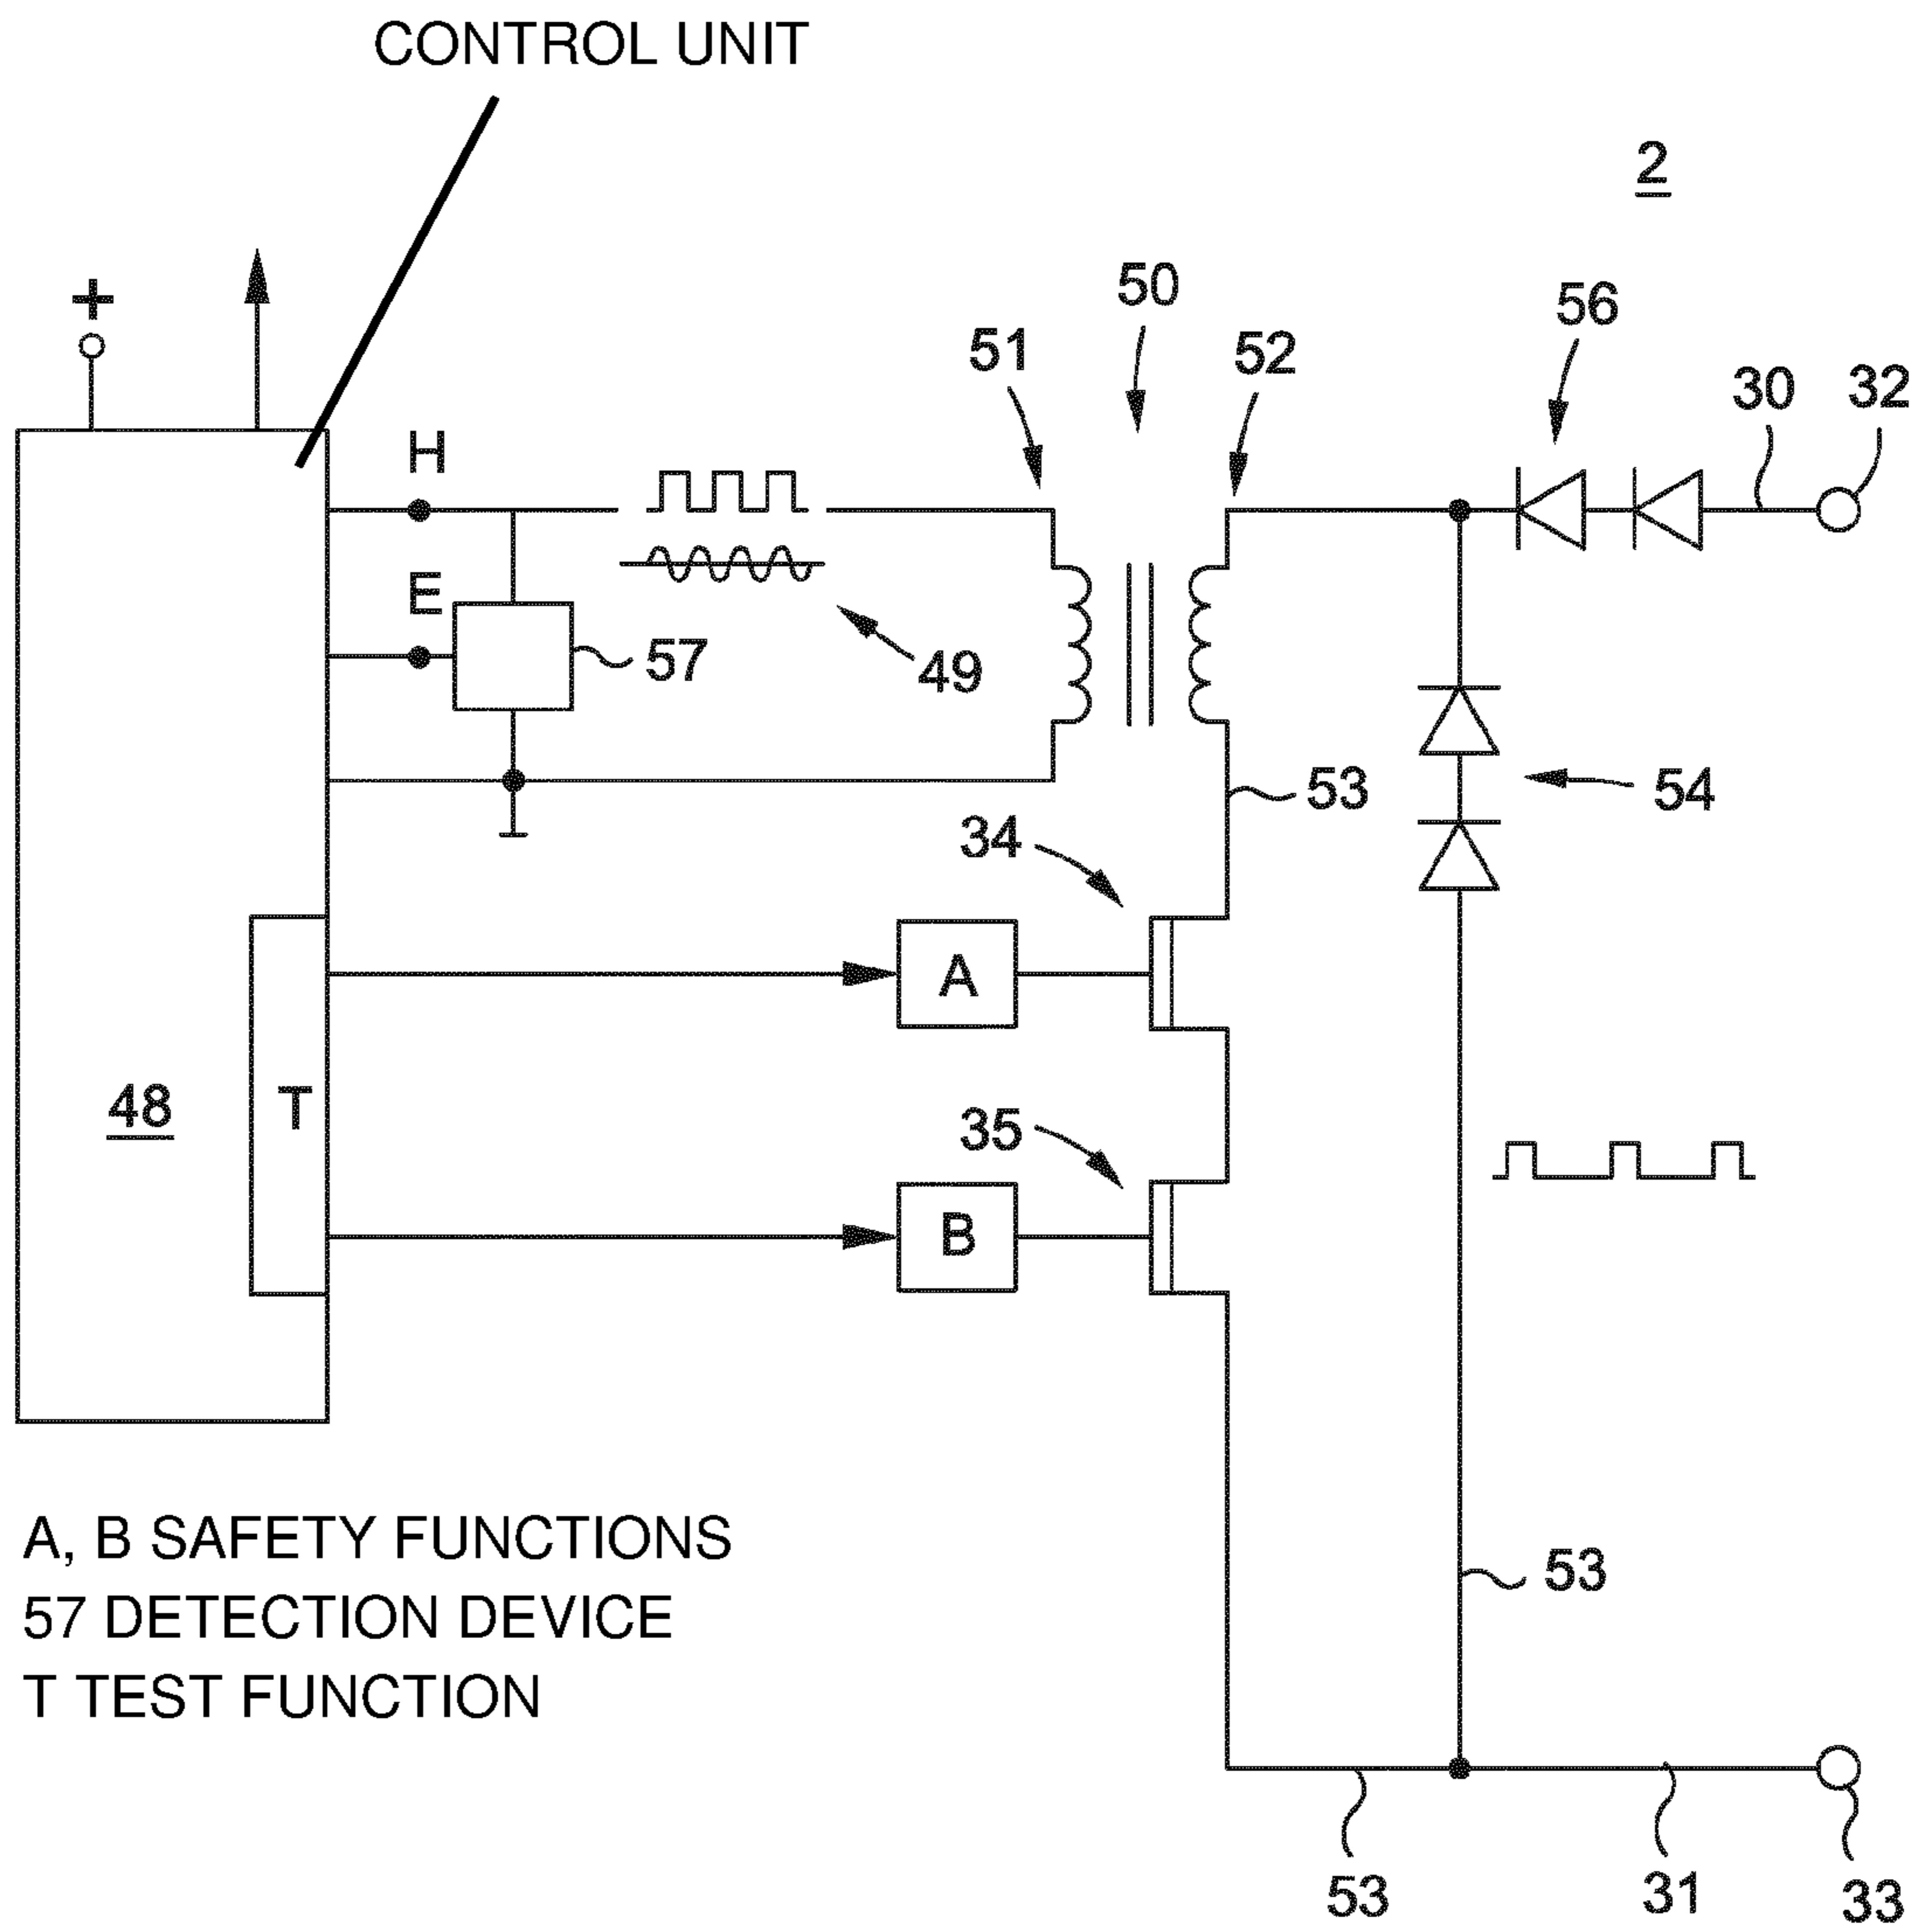 CONTROL UNIT
2
+
50
56
51
52
30
32
H
E
57
49
53
54
34
A
48
T
35
B
A, B SAFETY FUNCTIONS
57 DETECTION DEVICE
T TEST FUNCTION
53
53
31
33